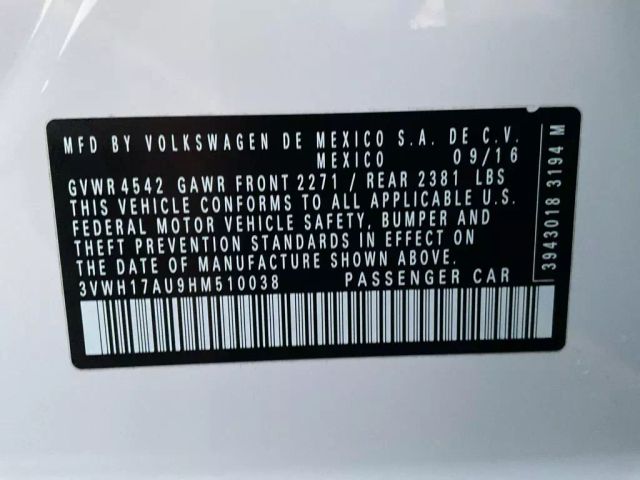 MFD BY VOLKSWAGEN DE MEXICO S.A. DE C.V.
MEXICO 09/16
GVWR 4542 GAWR FRONT 2271 / REAR 2381 LBS
THIS VEHICLE CONFORMS TO ALL APPLICABLE U.S.
FEDERAL MOTOR VEHICLE SAFETY, BUMPER AND
THEFT PREVENTION STANDARDS IN EFFECT ON
THE DATE OF MANUFACTURE SHOWN ABOVE.
3VWH17AU9HM510038 PASSENGER CAR
3943018 3194 M